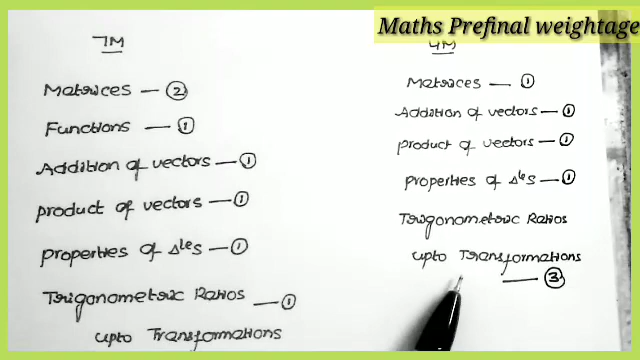 Maths Prefinal weightage
7M
Matrices — ②
Functions — ①
Addition of vectors — ①
product of vectors — ①
properties of Δles — ①
Trigonometric Ratios — ①
upto Transformations
4M
Matrices — ①
Addition of vectors — ①
product of vectors — ①
properties of Δles — ①
Trigonometric Ratios
upto Transformations
— ③